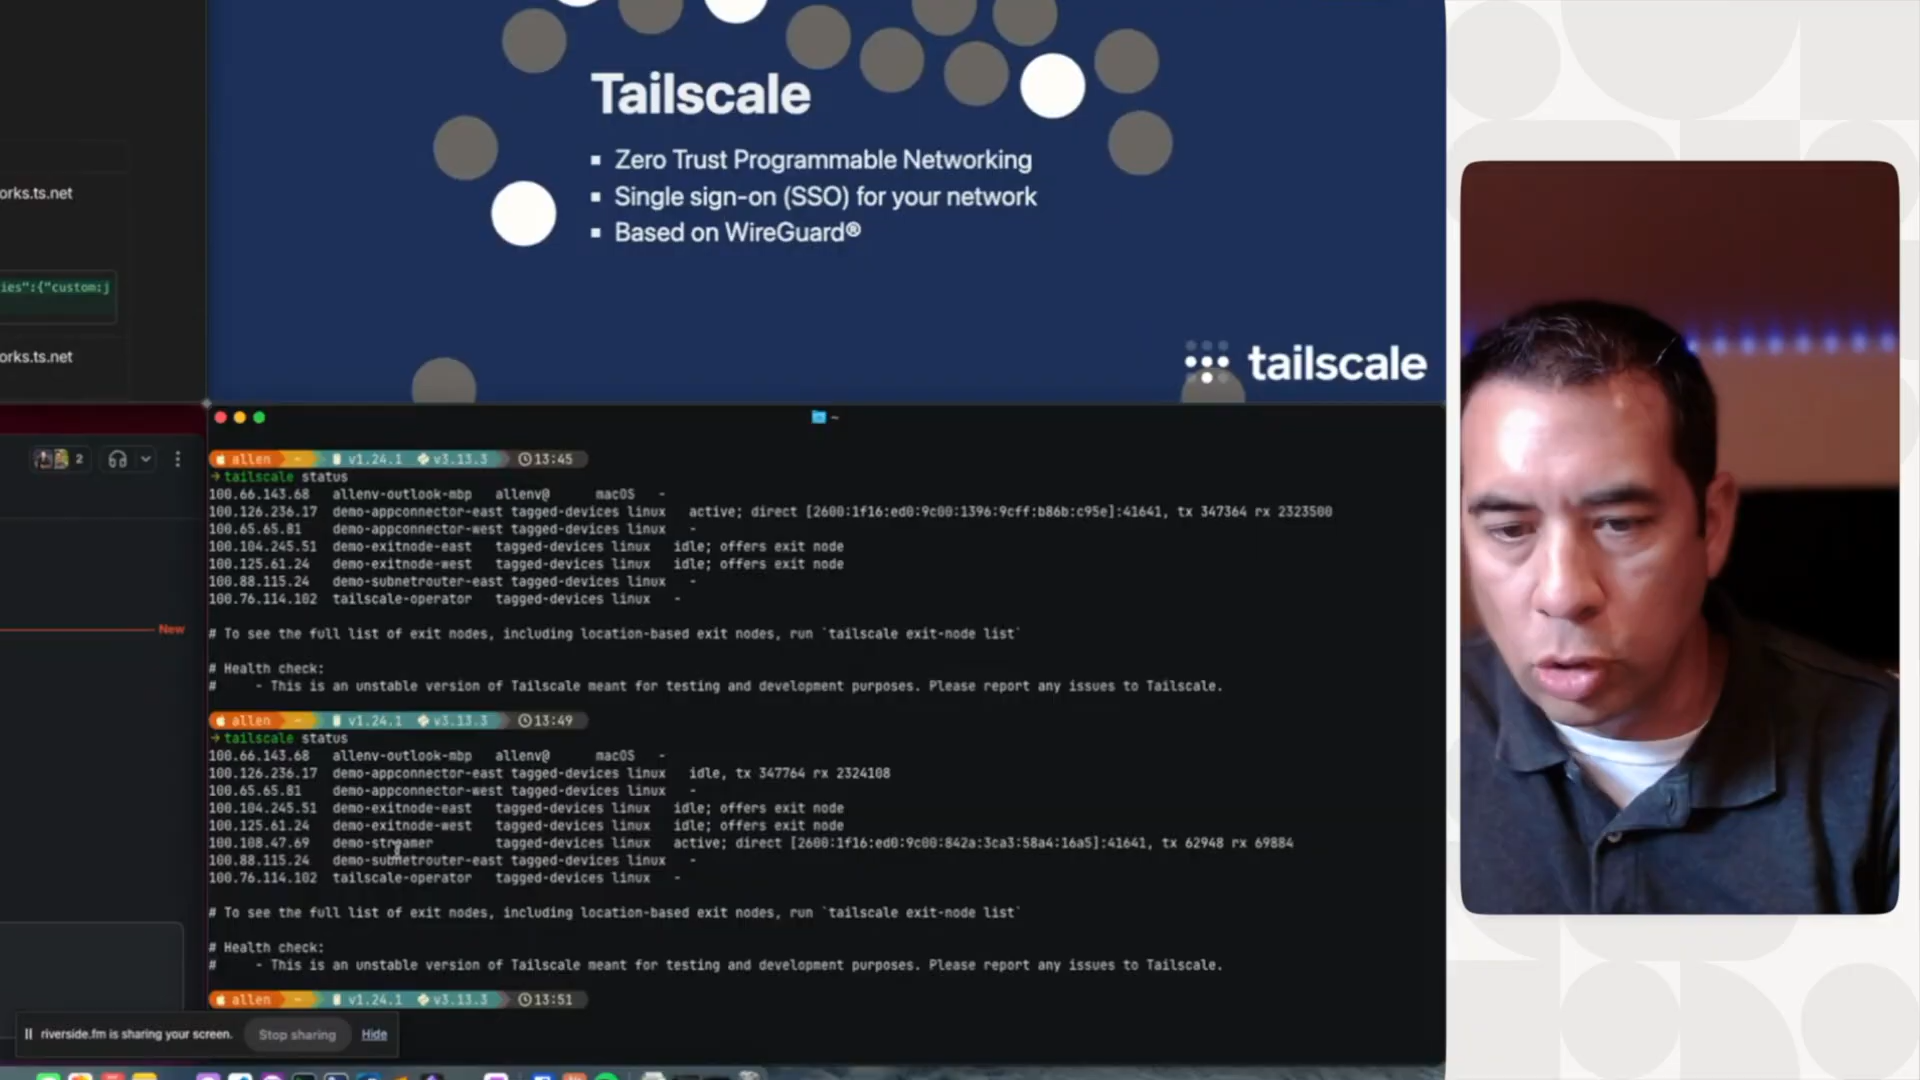 Tailscale
▪ Zero Trust Programmable Networking
▪ Single sign-on (SSO) for your network
▪ Based on WireGuard®
tailscale
orks.ts.net
ies":{"custom:j
orks.ts.net
2
New
~
allen ~ v1.24.1 v3.13.3 13:45
→ tailscale status
100.66.143.68 allenv-outlook-mbp allenv@ macOS -
100.126.236.17 demo-appconnector-east tagged-devices linux active; direct [2600:1f16:ed0:9c00:1396:9cff:b86b:c95e]:41641, tx 347364 rx 2323500
100.65.65.81 demo-appconnector-west tagged-devices linux -
100.104.245.51 demo-exitnode-east tagged-devices linux idle; offers exit node
100.125.61.24 demo-exitnode-west tagged-devices linux idle; offers exit node
100.88.115.24 demo-subnetrouter-east tagged-devices linux -
100.76.114.102 tailscale-operator tagged-devices linux -
# To see the full list of exit nodes, including location-based exit nodes, run `tailscale exit-node list`
# Health check:
# - This is an unstable version of Tailscale meant for testing and development purposes. Please report any issues to Tailscale.
allen ~ v1.24.1 v3.13.3 13:49
→ tailscale status
100.66.143.68 allenv-outlook-mbp allenv@ macOS -
100.126.236.17 demo-appconnector-east tagged-devices linux idle, tx 347764 rx 2324108
100.65.65.81 demo-appconnector-west tagged-devices linux -
100.104.245.51 demo-exitnode-east tagged-devices linux idle; offers exit node
100.125.61.24 demo-exitnode-west tagged-devices linux idle; offers exit node
100.108.47.69 demo-streamer tagged-devices linux active; direct [2600:1f16:ed0:9c00:842a:3ca3:58a4:16a5]:41641, tx 62948 rx 69884
100.88.115.24 demo-subnetrouter-east tagged-devices linux -
100.76.114.102 tailscale-operator tagged-devices linux -
# To see the full list of exit nodes, including location-based exit nodes, run `tailscale exit-node list`
# Health check:
# - This is an unstable version of Tailscale meant for testing and development purposes. Please report any issues to Tailscale.
allen ~ v1.24.1 v3.13.3 13:51
riverside.fm is sharing your screen. Stop sharing Hide